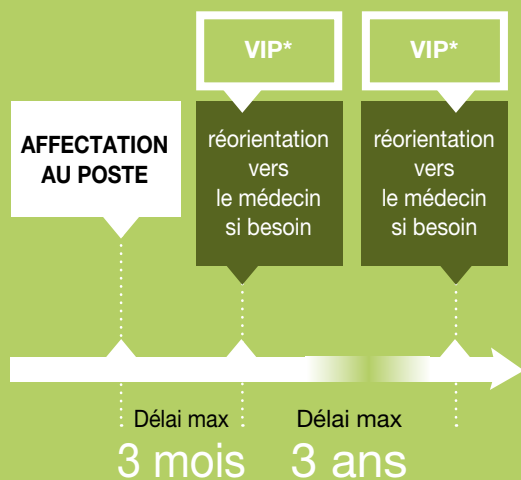 VIP*
VIP*
AFFECTATION
AU POSTE
réorientation
vers
le médecin
si besoin
réorientation
vers
le médecin
si besoin
Délai max
3 mois
Délai max
3 ans